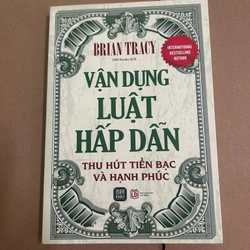 BRIAN TRACY
INTERNATIONAL
BESTSELLING
AUTHOR
VẬN DỤNG
LUẬT
HẤP DẪN
THU HÚT TIỀN BẠC
VÀ HẠNH PHÚC